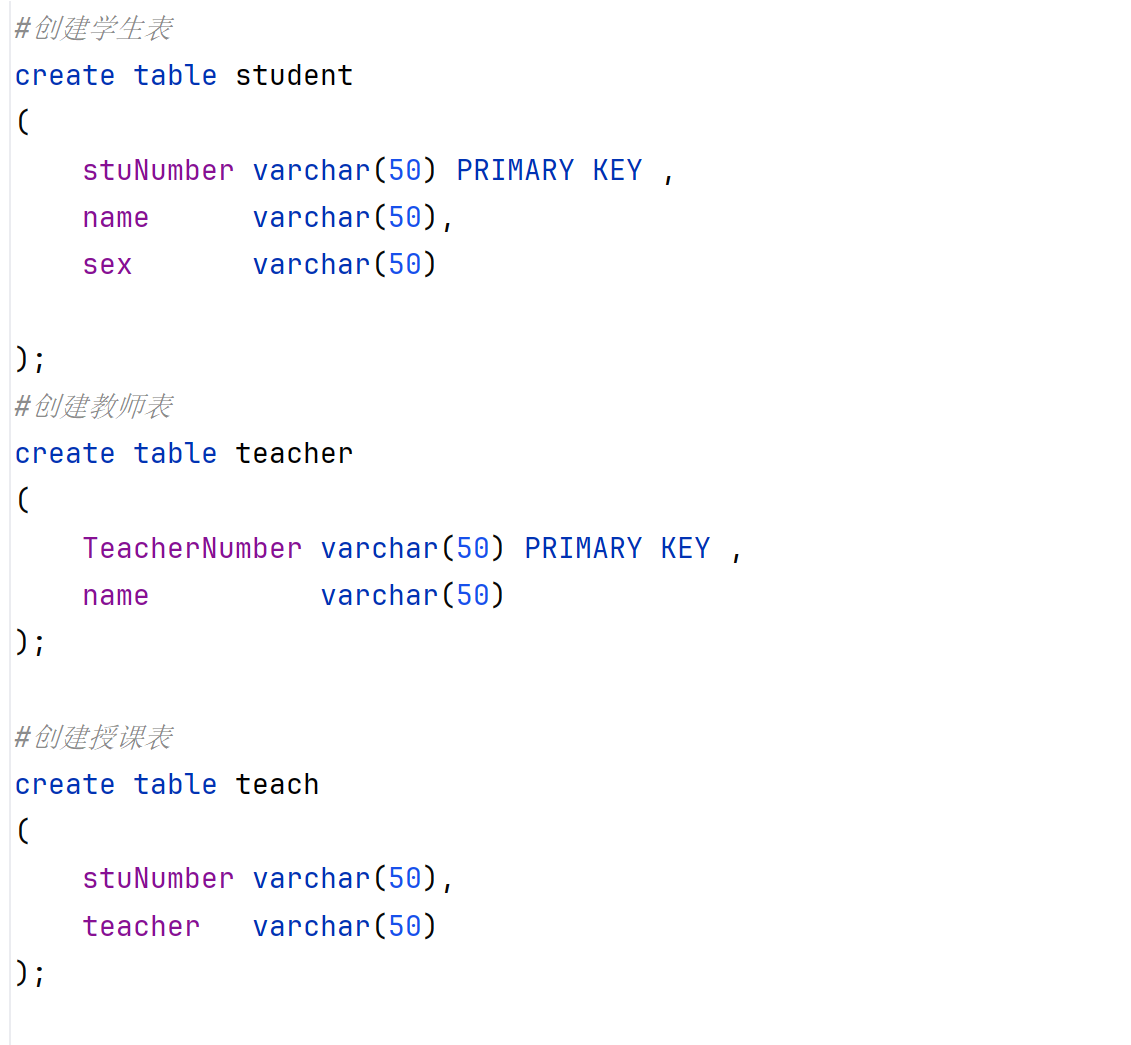 #创建学生表
create table student
(
    stuNumber varchar(50) PRIMARY KEY ,
    name      varchar(50),
    sex       varchar(50)

);
#创建教师表
create table teacher
(
    TeacherNumber varchar(50) PRIMARY KEY ,
    name          varchar(50)
);

#创建授课表
create table teach
(
    stuNumber varchar(50),
    teacher   varchar(50)
);